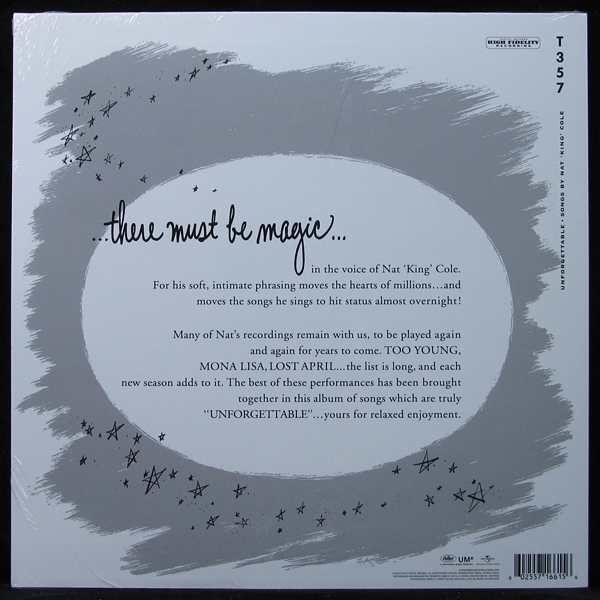 HIGH FIDELITY
RECORDING
T357
UNFORGETTABLE • SONGS BY NAT 'KING' COLE
...there must be magic...
in the voice of Nat 'King' Cole.
For his soft, intimate phrasing moves the hearts of millions...and
moves the songs he sings to hit status almost overnight!
Many of Nat's recordings remain with us, to be played again
and again for years to come. TOO YOUNG,
MONA LISA, LOST APRIL...the list is long, and each
new season adds to it. The best of these performances has been brought
together in this album of songs which are truly
"UNFORGETTABLE"...yours for relaxed enjoyment.
UMe
6 02557 16615 6